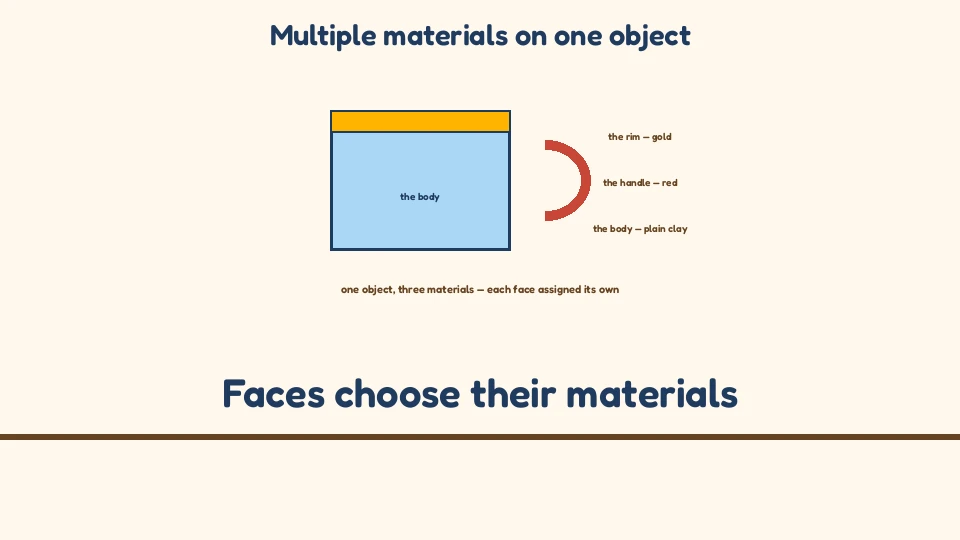 Multiple materials on one object
the rim — gold
the handle — red
the body
the body — plain clay
one object, three materials — each face assigned its own
Faces choose their materials